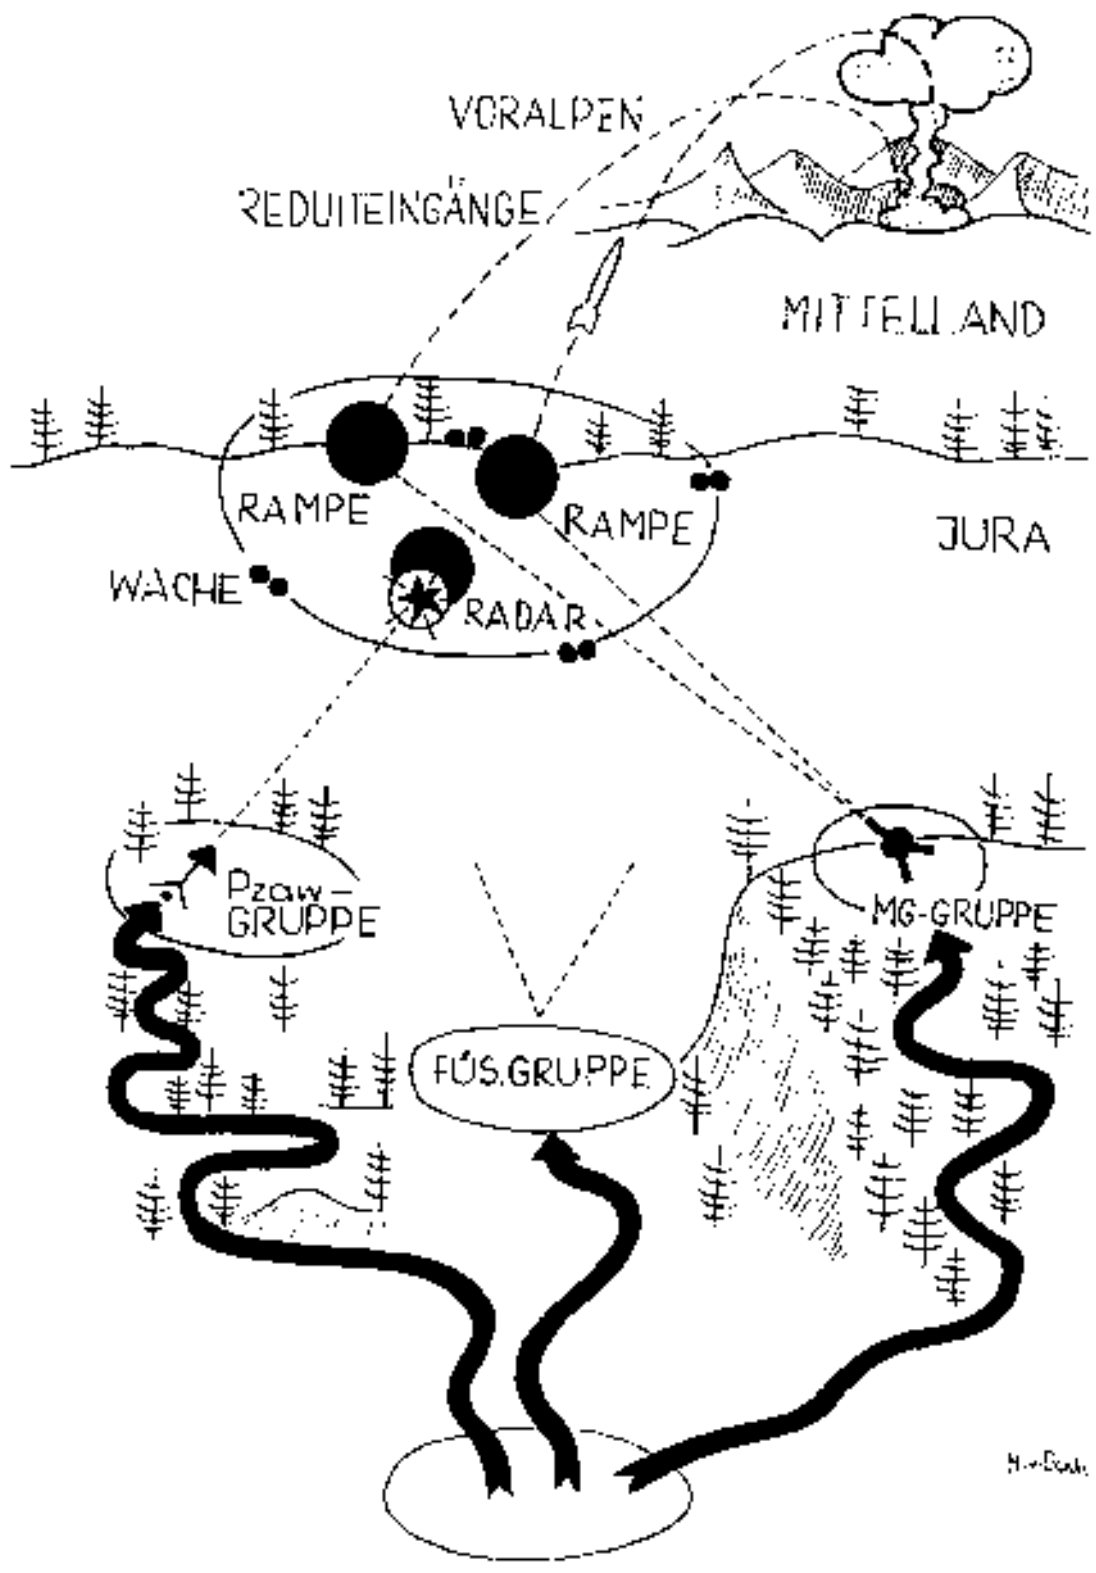 VORALPEN
REDUITEINGÄNGE
MITTELLAND
RAMPE
RAMPE
JURA
WACHE
RADAR
Pzaw-
GRUPPE
MG-GRUPPE
FÜS.GRUPPE